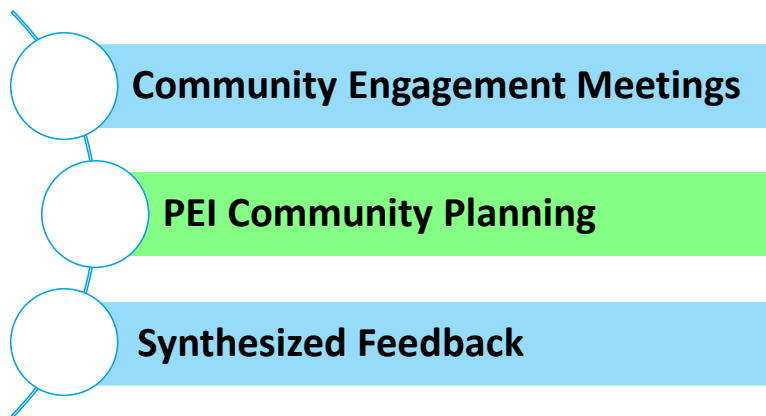 Community Engagement Meetings
PEI Community Planning
Synthesized Feedback